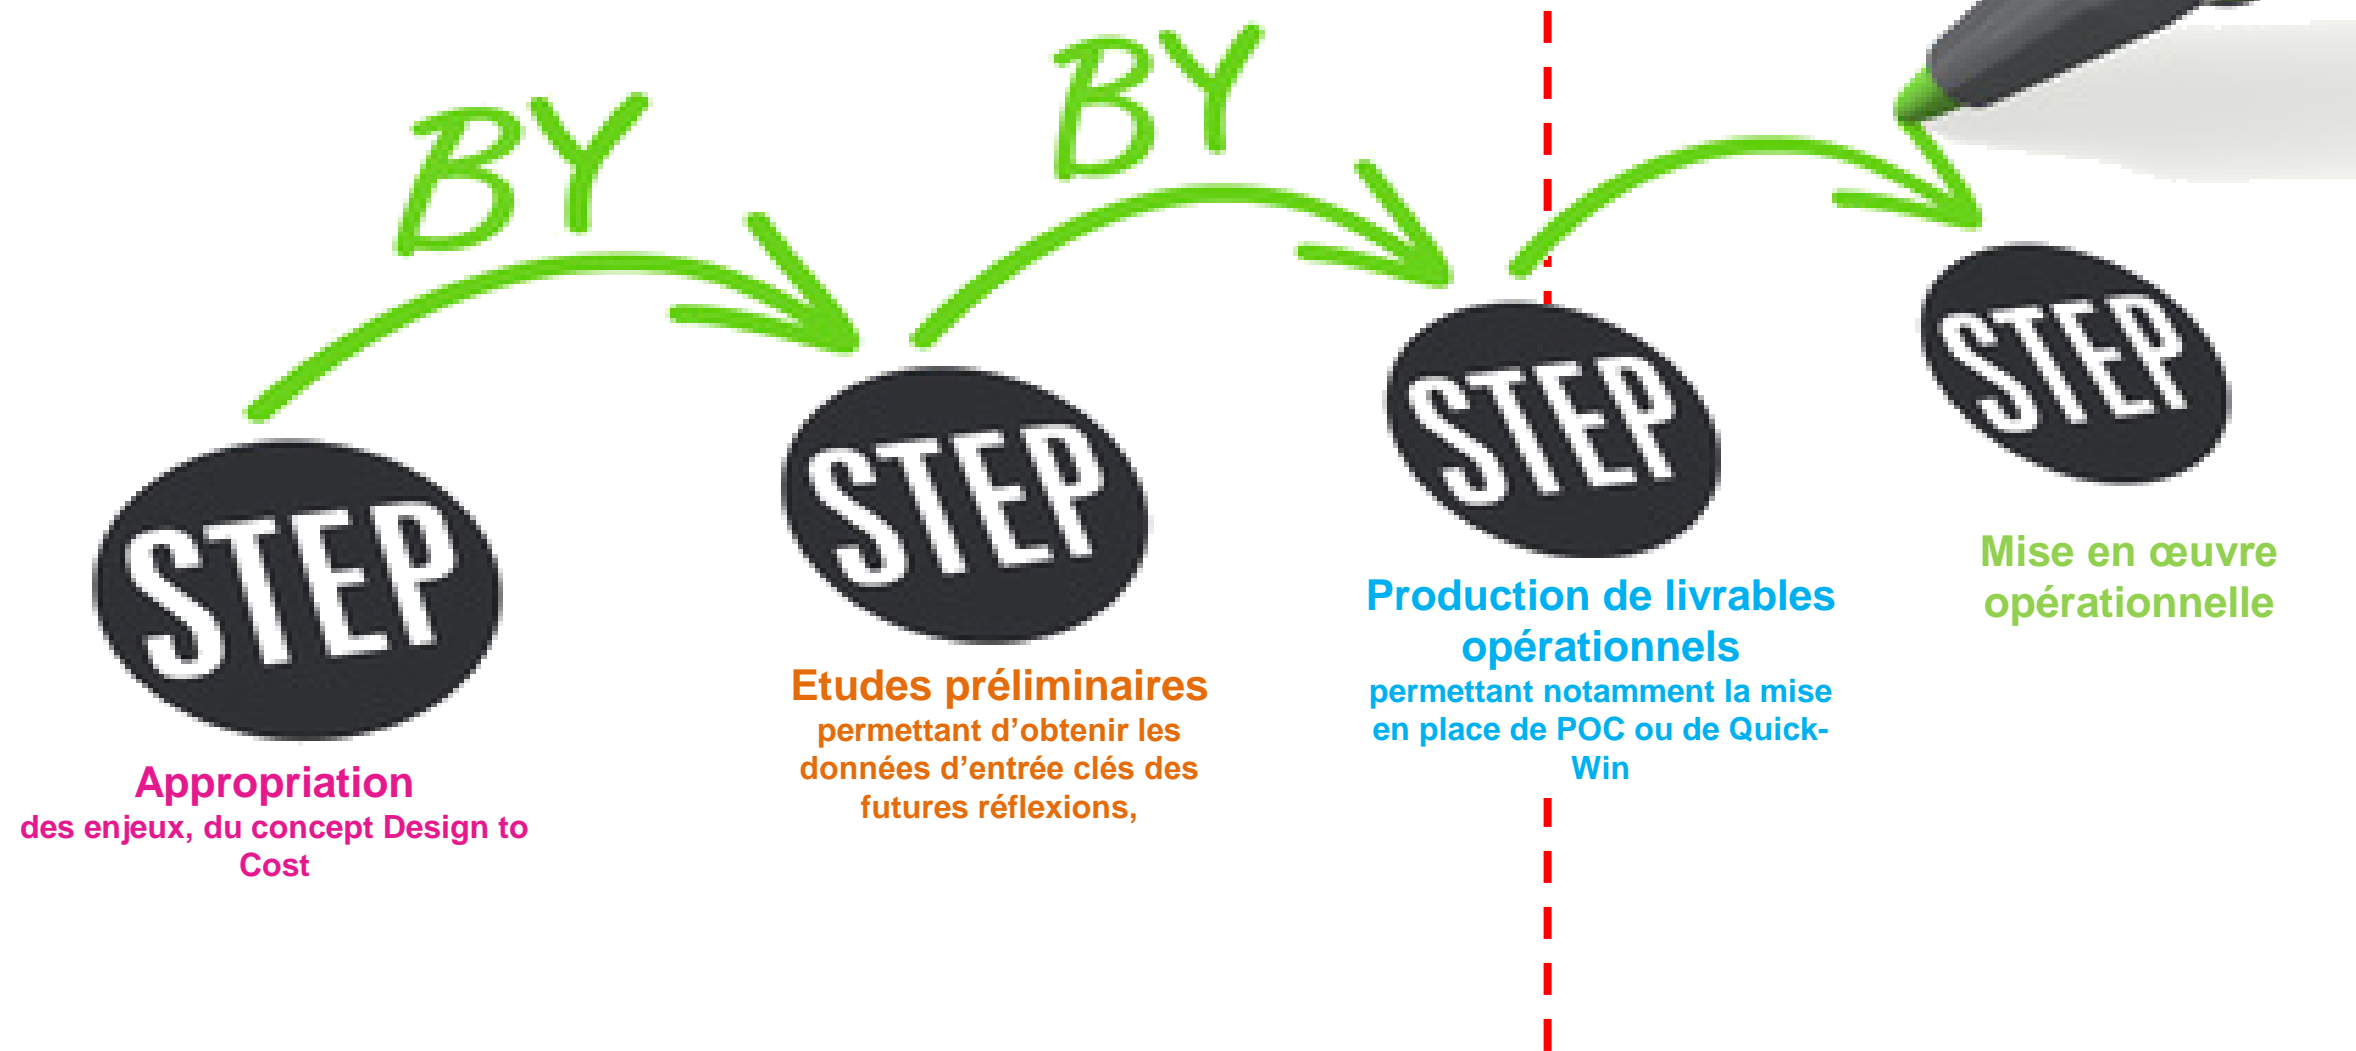 BY
BY
STEP
STEP
STEP
STEP
Appropriation
des enjeux, du concept Design to
Cost
Etudes préliminaires
permettant d’obtenir les
données d’entrée clés des
futures réflexions,
Production de livrables
opérationnels
permettant notamment la mise
en place de POC ou de Quick-
Win
Mise en œuvre
opérationnelle